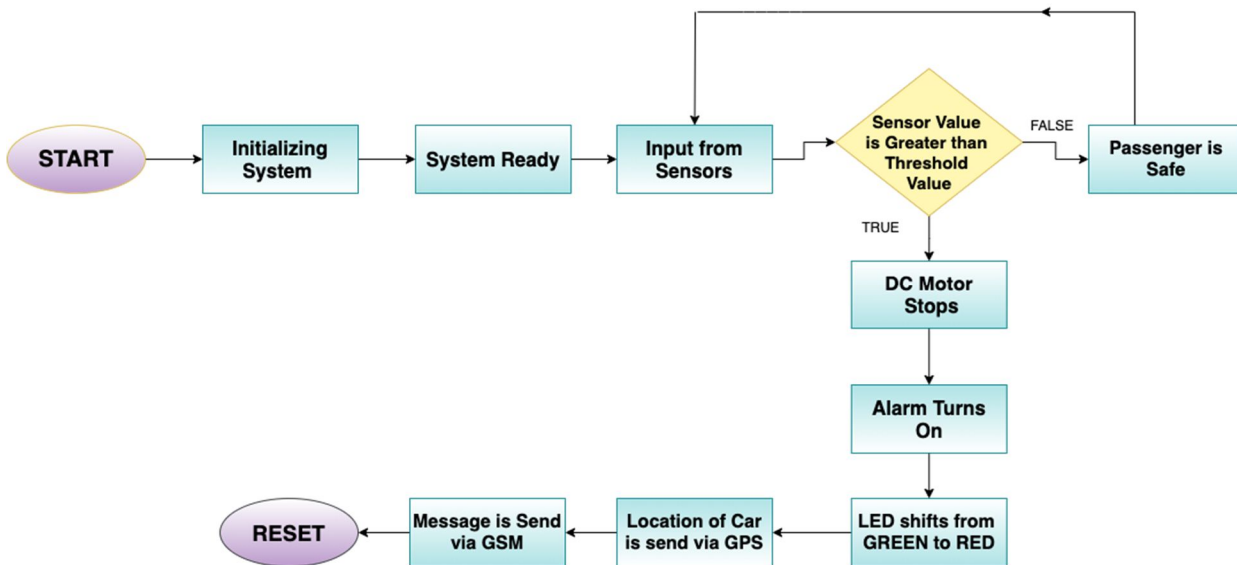 START
Initializing
System
System Ready
Input from
Sensors
Sensor Value
is Greater than
Threshold
Value
FALSE
Passenger is
Safe
TRUE
DC Motor
Stops
Alarm Turns
On
LED shifts from
GREEN to RED
Location of Car
is send via GPS
Message is Send
via GSM
RESET